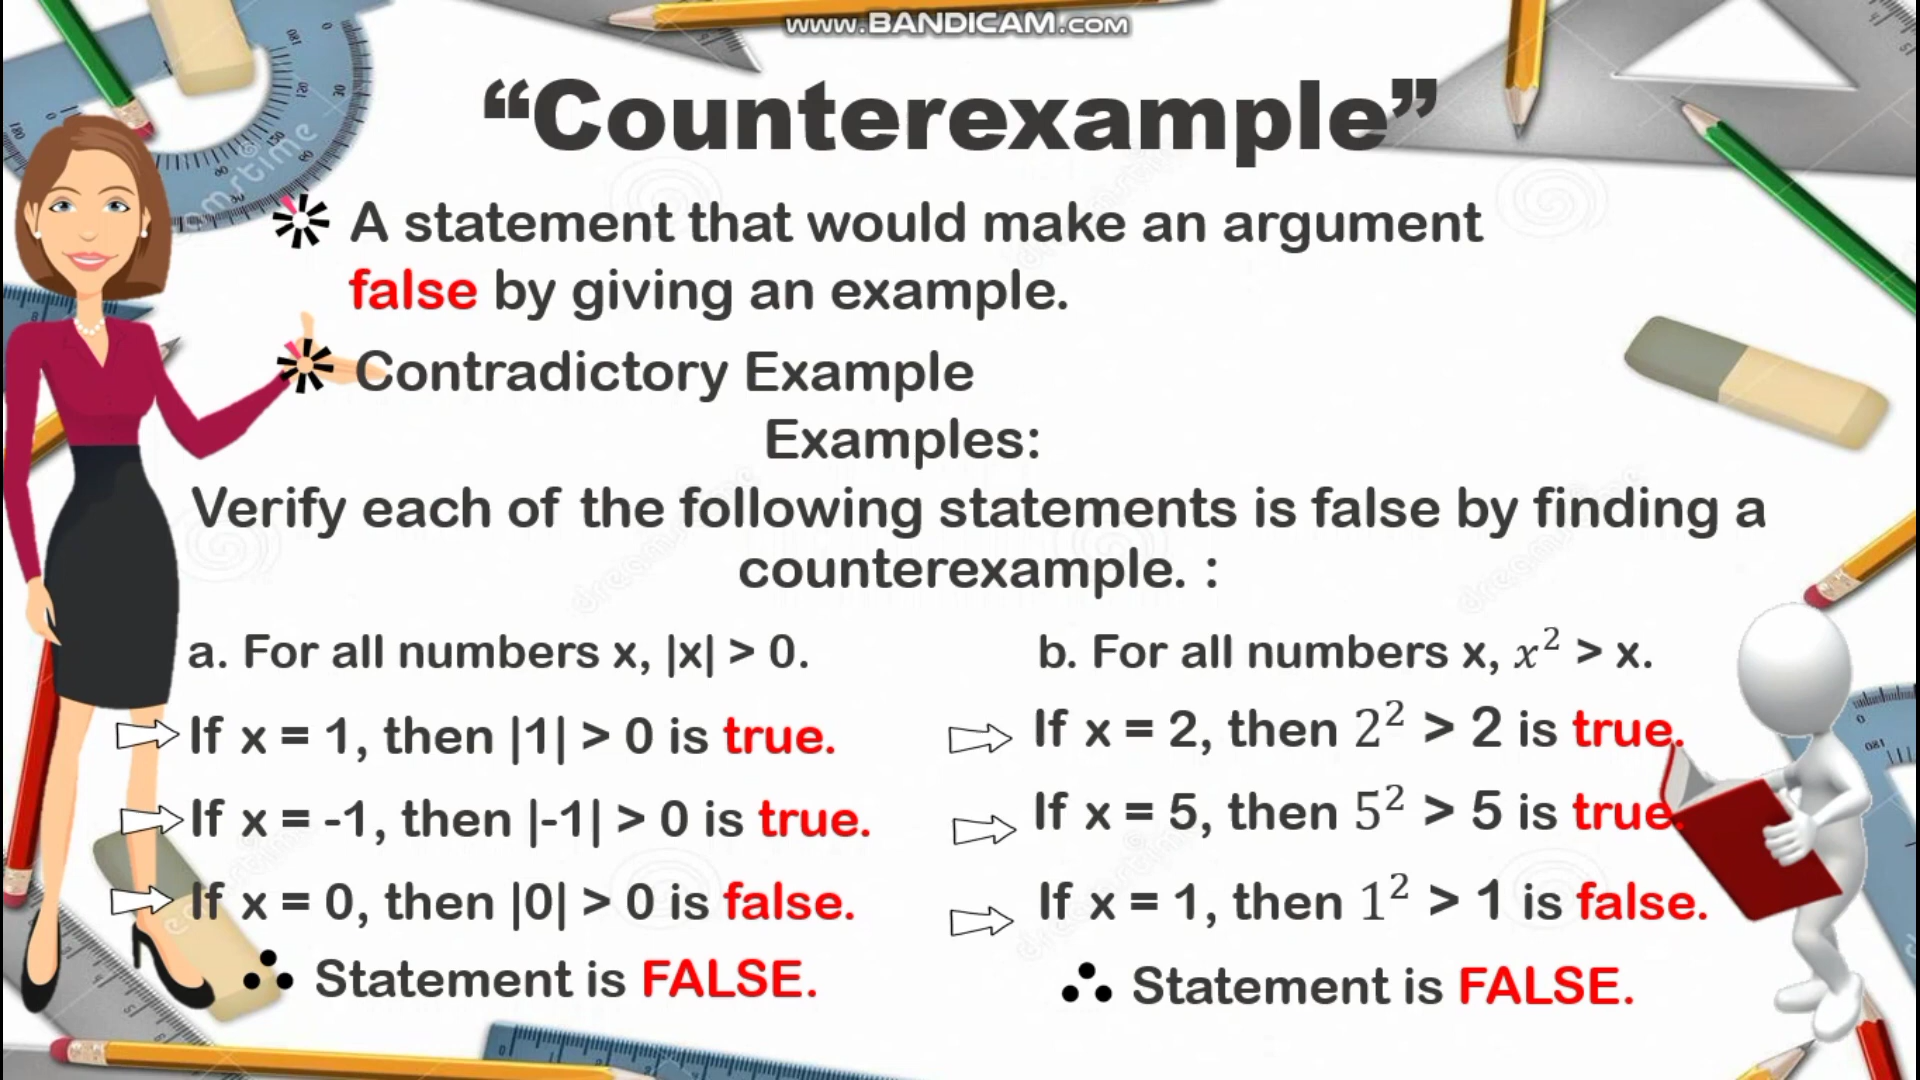 www.BANDICAM.com
“Counterexample”
A statement that would make an argument
false by giving an example.
Contradictory Example
Examples:
Verify each of the following statements is false by finding a
counterexample. :
a. For all numbers x, |x| > 0.
If x = 1, then |1| > 0 is true.
If x = -1, then |-1| > 0 is true.
If x = 0, then |0| > 0 is false.
∴ Statement is FALSE.
b. For all numbers x, x² > x.
If x = 2, then 2² > 2 is true.
If x = 5, then 5² > 5 is true.
If x = 1, then 1² > 1 is false.
∴ Statement is FALSE.